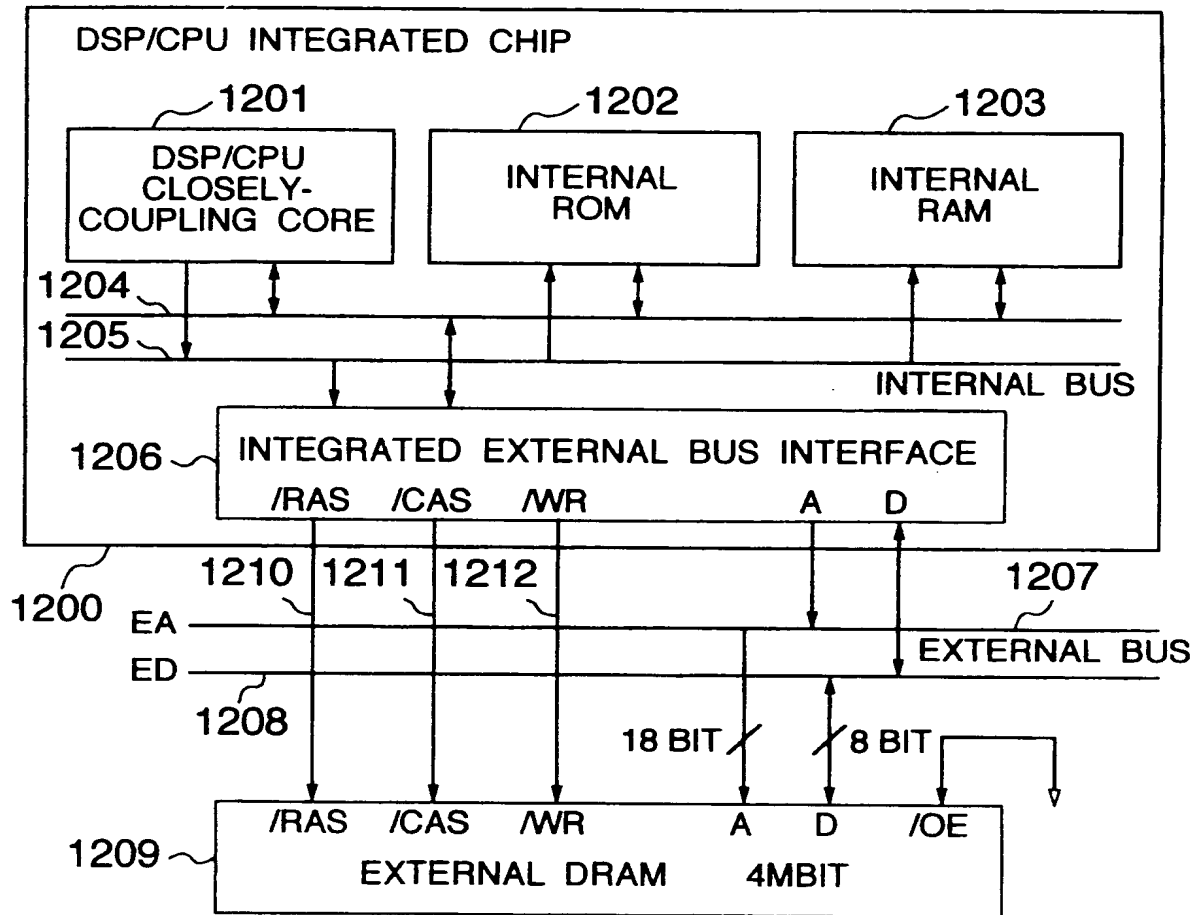 DSP/CPU INTEGRATED CHIP
1201
1202
1203
DSP/CPU
CLOSELY-
COUPLING CORE
INTERNAL
ROM
INTERNAL
RAM
1204
1205
INTERNAL BUS
1206
INTEGRATED EXTERNAL BUS INTERFACE
/RAS /CAS /WR A D
1200
1210
1211
1212
1207
EA
EXTERNAL BUS
ED
1208
18 BIT
8 BIT
/RAS /CAS /WR A D /OE
1209
EXTERNAL DRAM 4MBIT